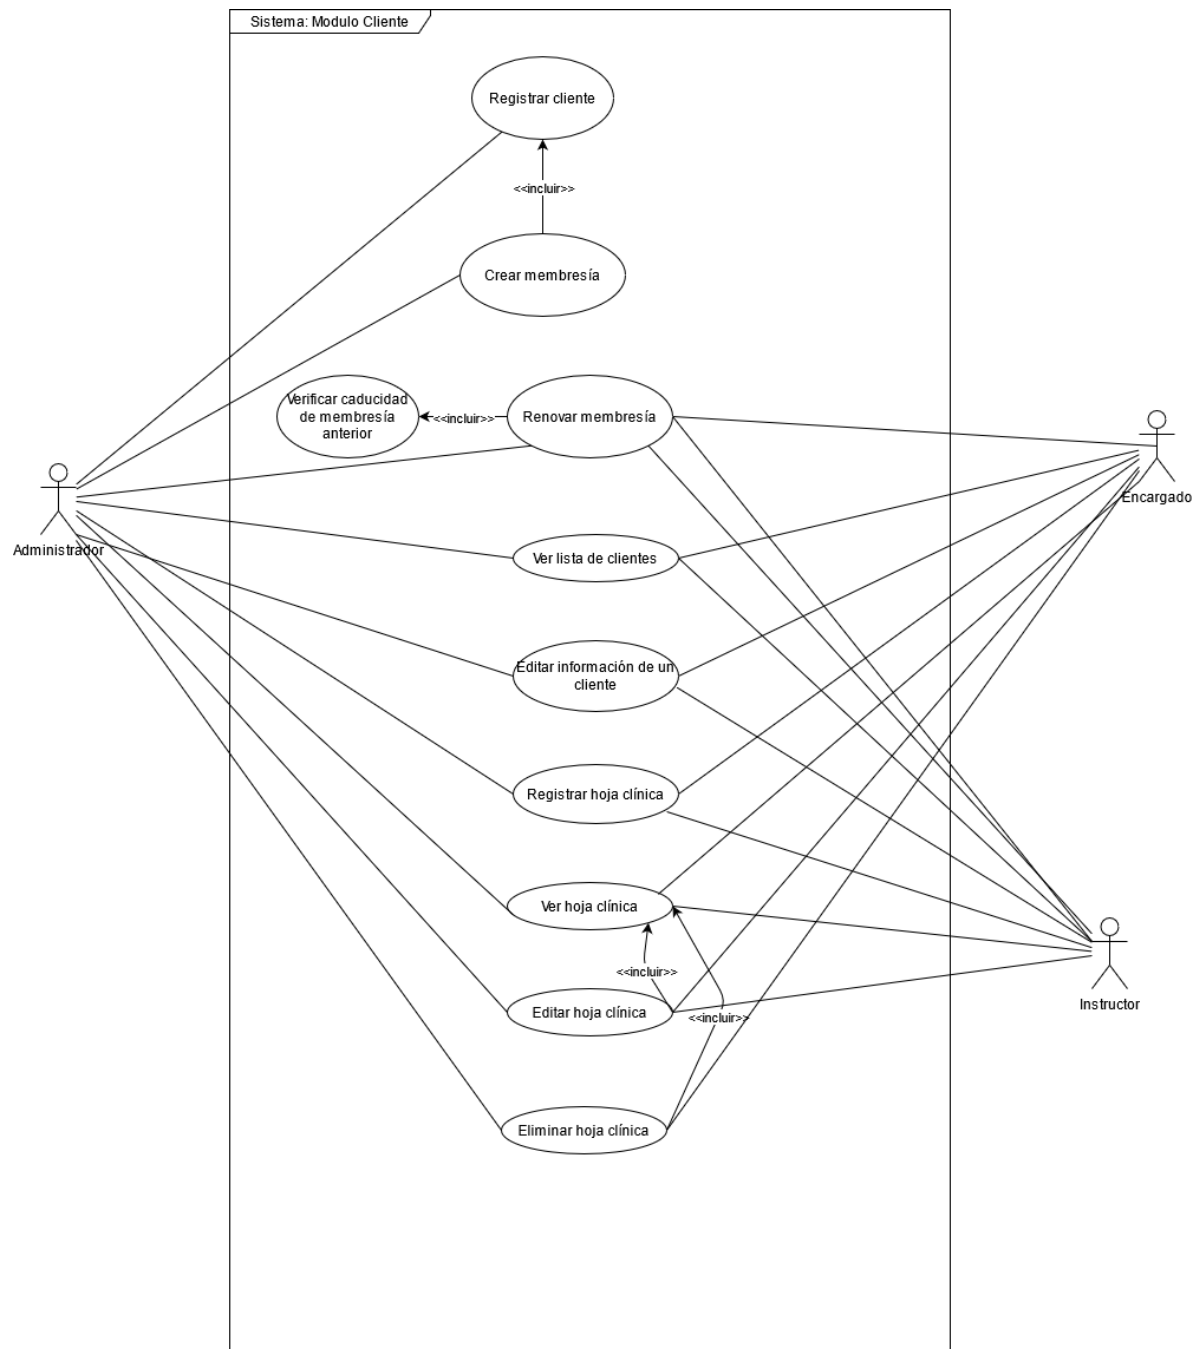 Sistema: Modulo Cliente
Registrar cliente
<<incluir>>
Crear membresía
Verificar caducidad
de membresía
anterior
<<incluir>>
Renovar membresía
Encargado
Administrador
Ver lista de clientes
Editar información de un
cliente
Registrar hoja clínica
Ver hoja clínica
<<incluir>>
Editar hoja clínica
<<incluir>>
Instructor
Eliminar hoja clínica